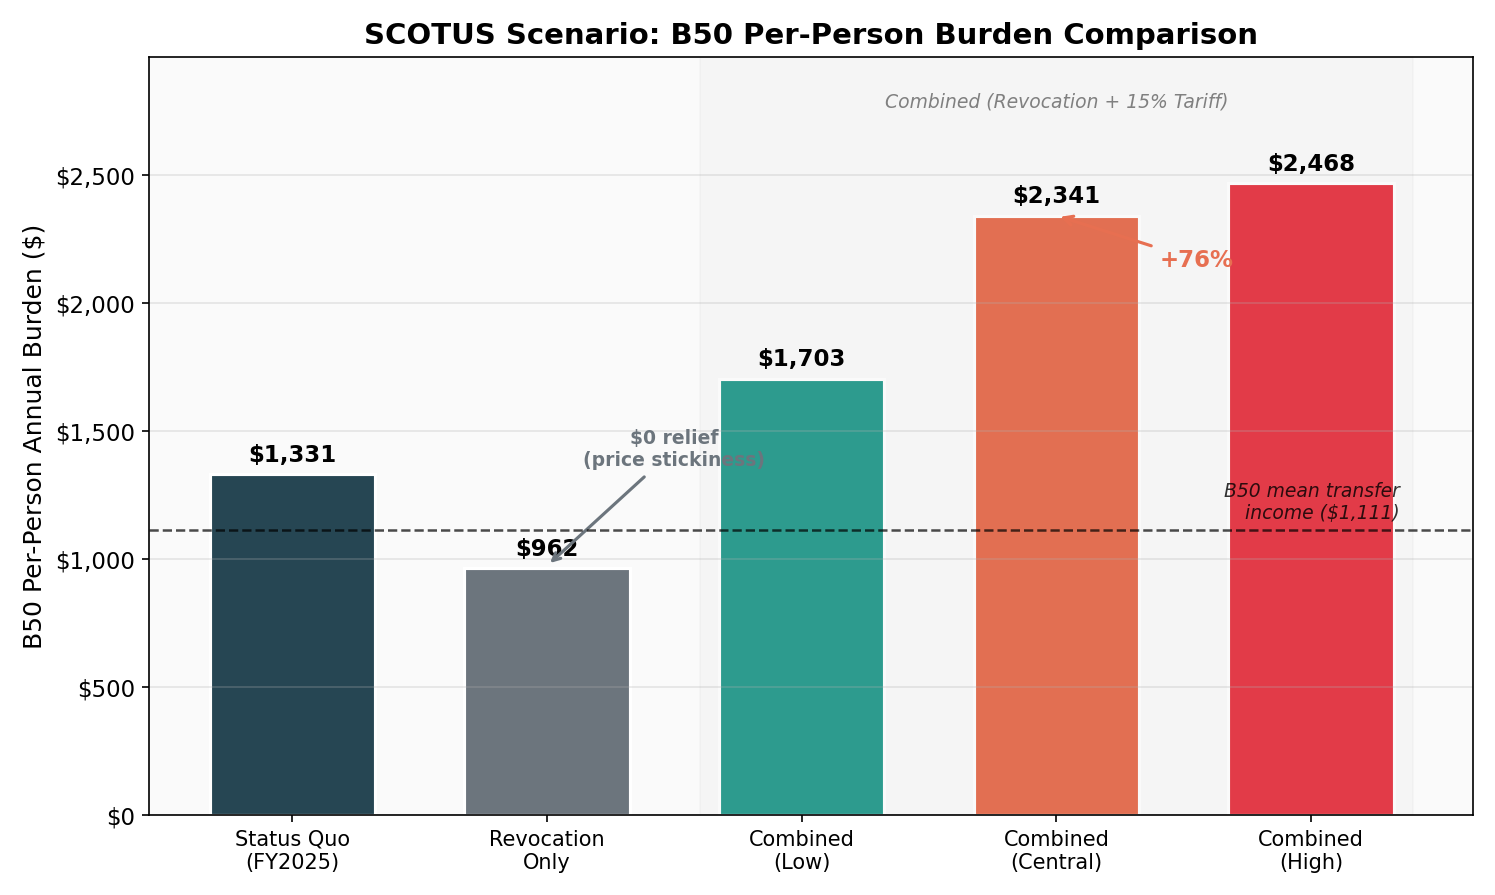 SCOTUS Scenario: B50 Per-Person Burden Comparison
Combined (Revocation + 15% Tariff)
B50 Per-Person Annual Burden ($)
$2,500
$2,000
$1,500
$1,000
$500
$0
$1,331
$962
$1,703
$2,341
$2,468
+76%
$0 relief
(price stickiness)
B50 mean transfer
income ($1,111)
Status Quo
(FY2025)
Revocation
Only
Combined
(Low)
Combined
(Central)
Combined
(High)